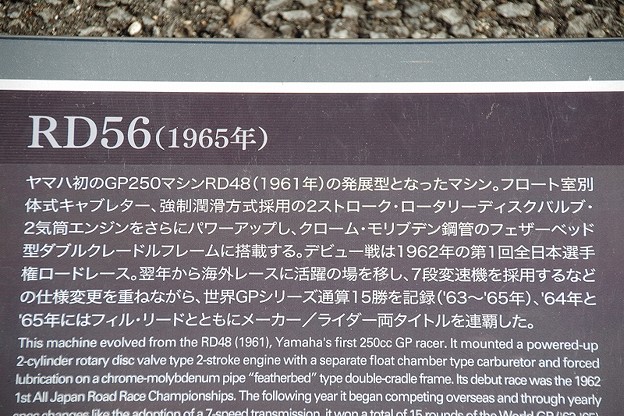 RD56(1965年)
ヤマハ初のGP250マシンRD48(1961年)の発展型となったマシン。フロート室別
体式キャブレター、強制潤滑方式採用の2ストローク・ロータリーディスクバルブ・
2気筒エンジンをさらにパワーアップし、クローム・モリブデン鋼管のフェザーベッド
型ダブルクレードルフレームに搭載する。デビュー戦は1962年の第1回全日本選手
権ロードレース。翌年から海外レースに活躍の場を移し、7段変速機を採用するなど
の仕様変更を重ねながら、世界GPシリーズ通算15勝を記録('63〜'65年)、'64年と
'65年にはフィル・リードとともにメーカー／ライダー両タイトルを連覇した。
This machine evolved from the RD48 (1961), Yamaha's first 250cc GP racer. It mounted a powered-up
2-cylinder rotary disc valve type 2-stroke engine with a separate float chamber type carburetor and forced
lubrication on a chrome-molybdenum pipe "featherbed" type double-cradle frame. Its debut race was the 1962
1st All Japan Road Race Championships. The following year it began competing overseas and through yearly
spec changes like the adoption of a 7-speed transmission, it won a total of 15 rounds of the World GP